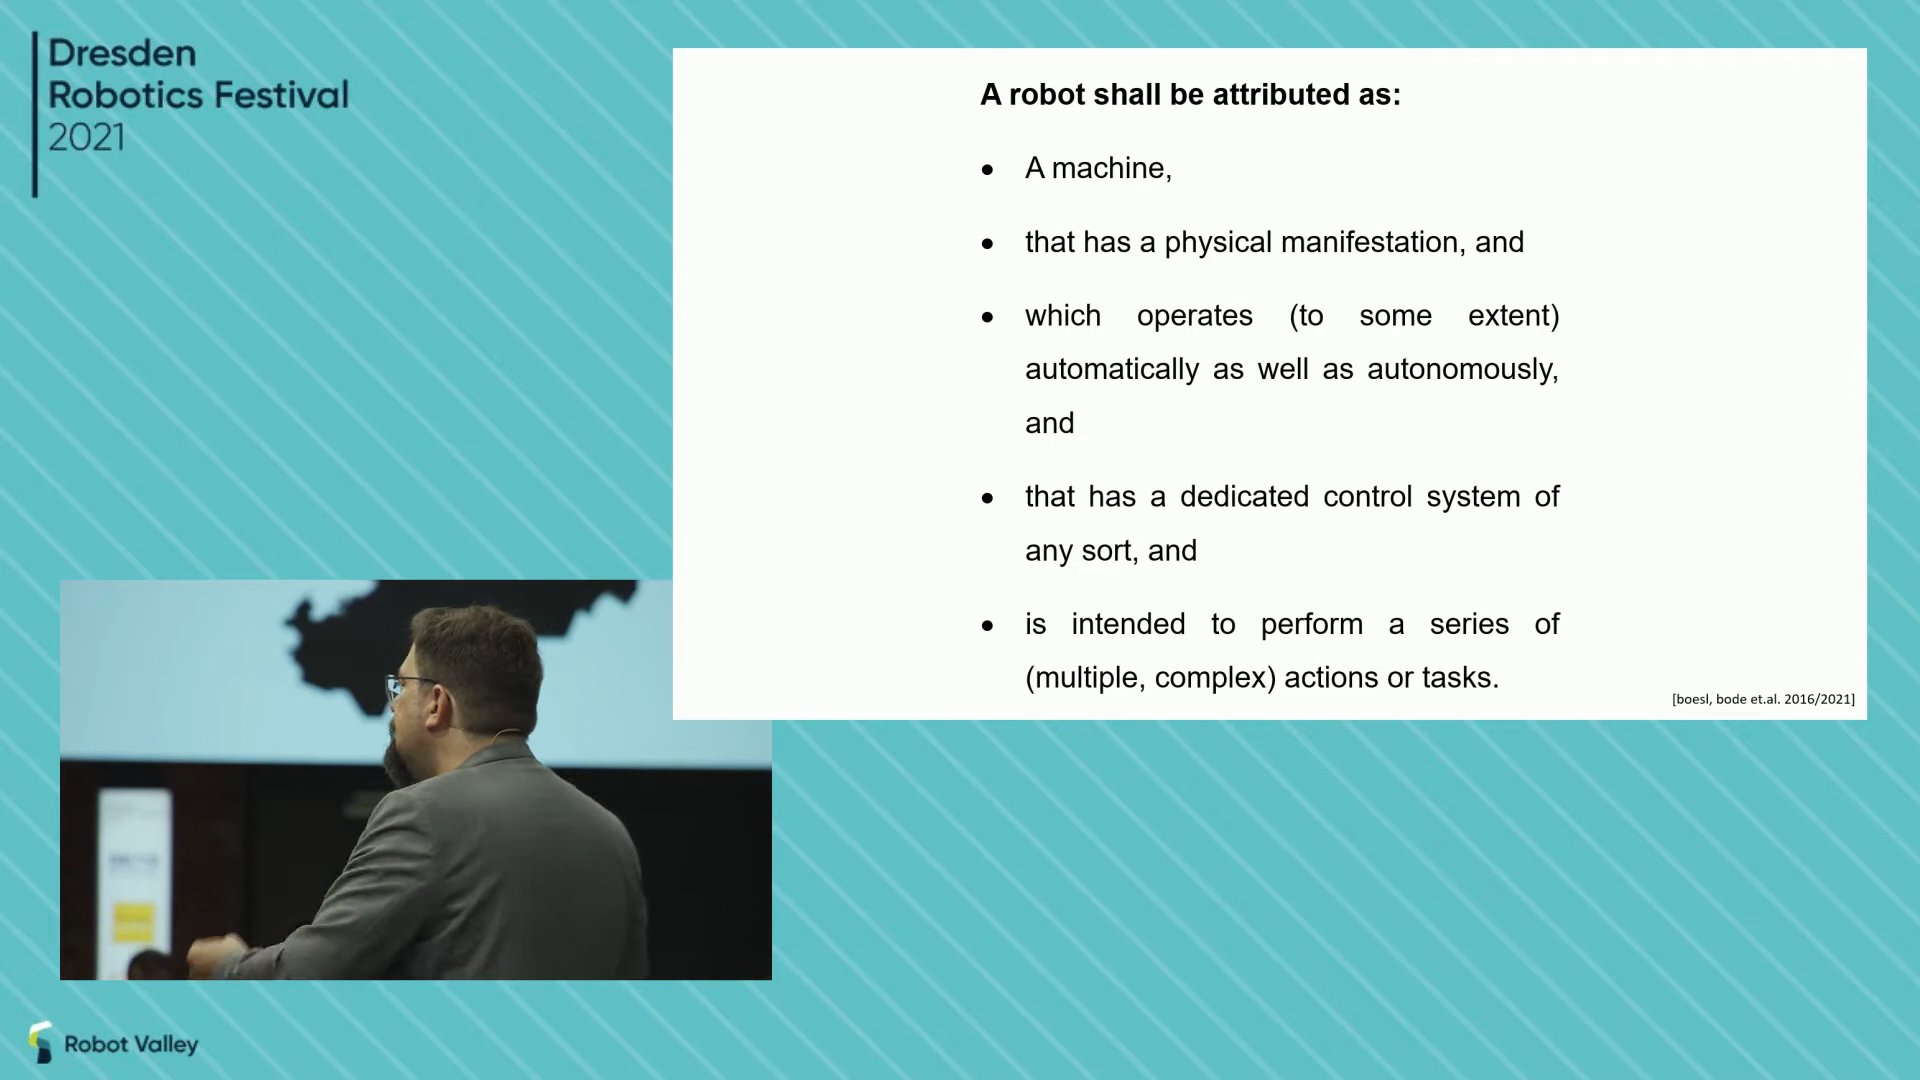 Dresden
Robotics Festival
2021
A robot shall be attributed as:
• A machine,
• that has a physical manifestation, and
• which operates (to some extent)
automatically as well as autonomously,
and
• that has a dedicated control system of
any sort, and
• is intended to perform a series of
(multiple, complex) actions or tasks.
[boesl, bode et.al. 2016/2021]
Robot Valley